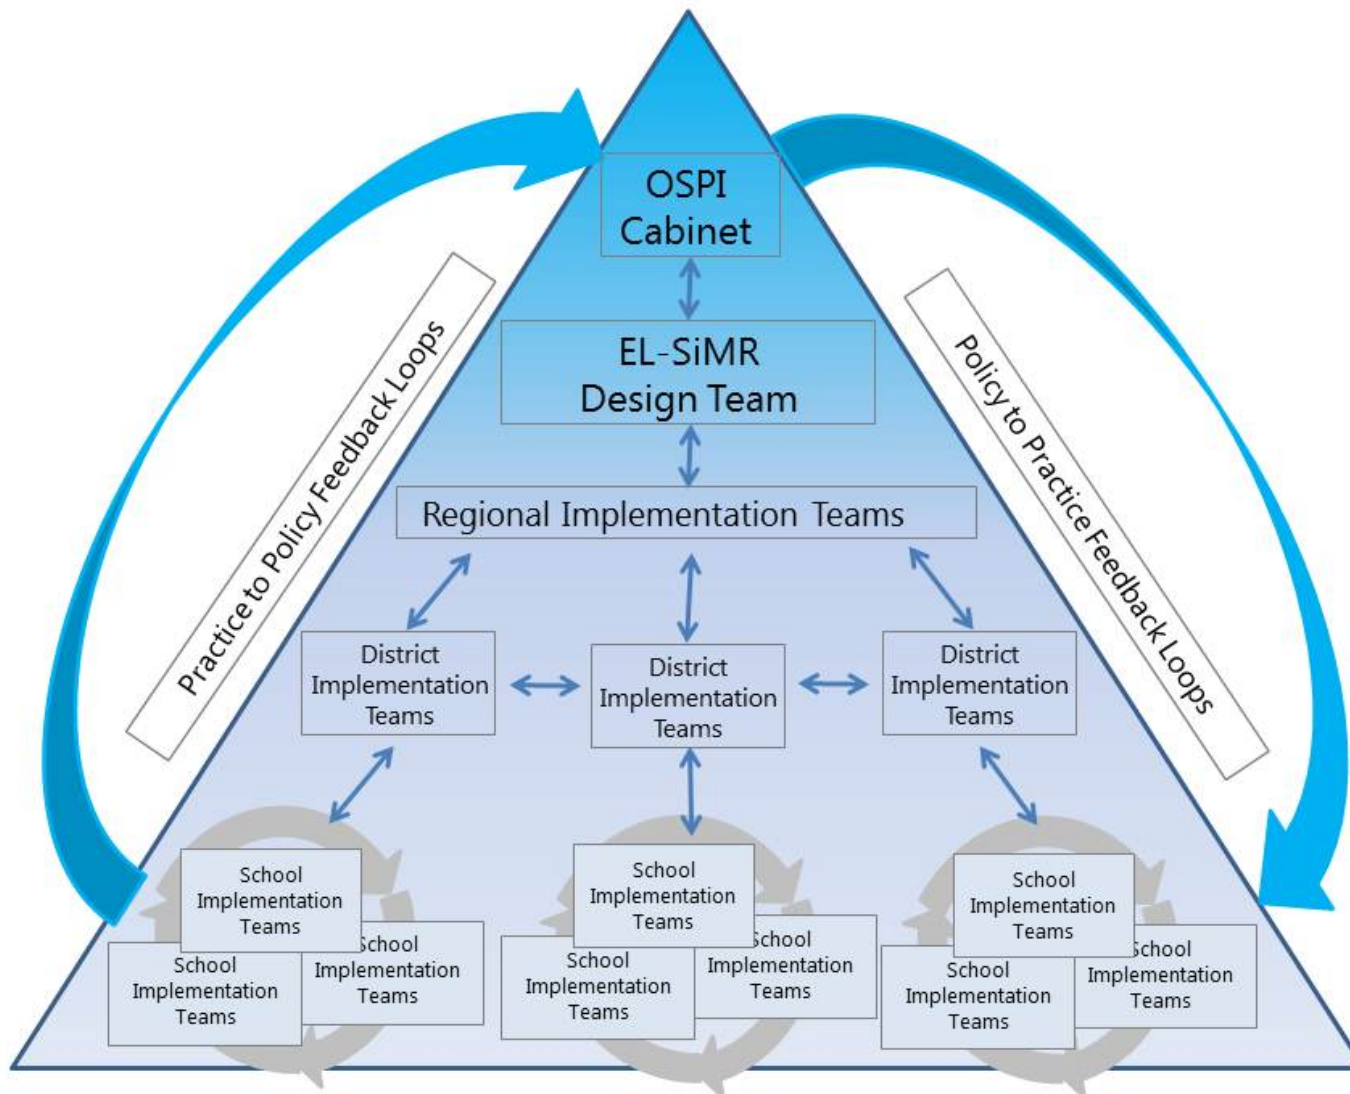 OSPI
Cabinet
EL-SiMR
Design Team
Practice to Policy Feedback Loops
Policy to Practice Feedback Loops
Regional Implementation Teams
District
Implementation
Teams
District
Implementation
Teams
District
Implementation
Teams
School
Implementation
Teams
School
Implementation
Teams
School
Implementation
Teams
School
Implementation
Teams
School
Implementation
Teams
School
Implementation
Teams
School
Implementation
Teams
School
Implementation
Teams
School
Implementation
Teams